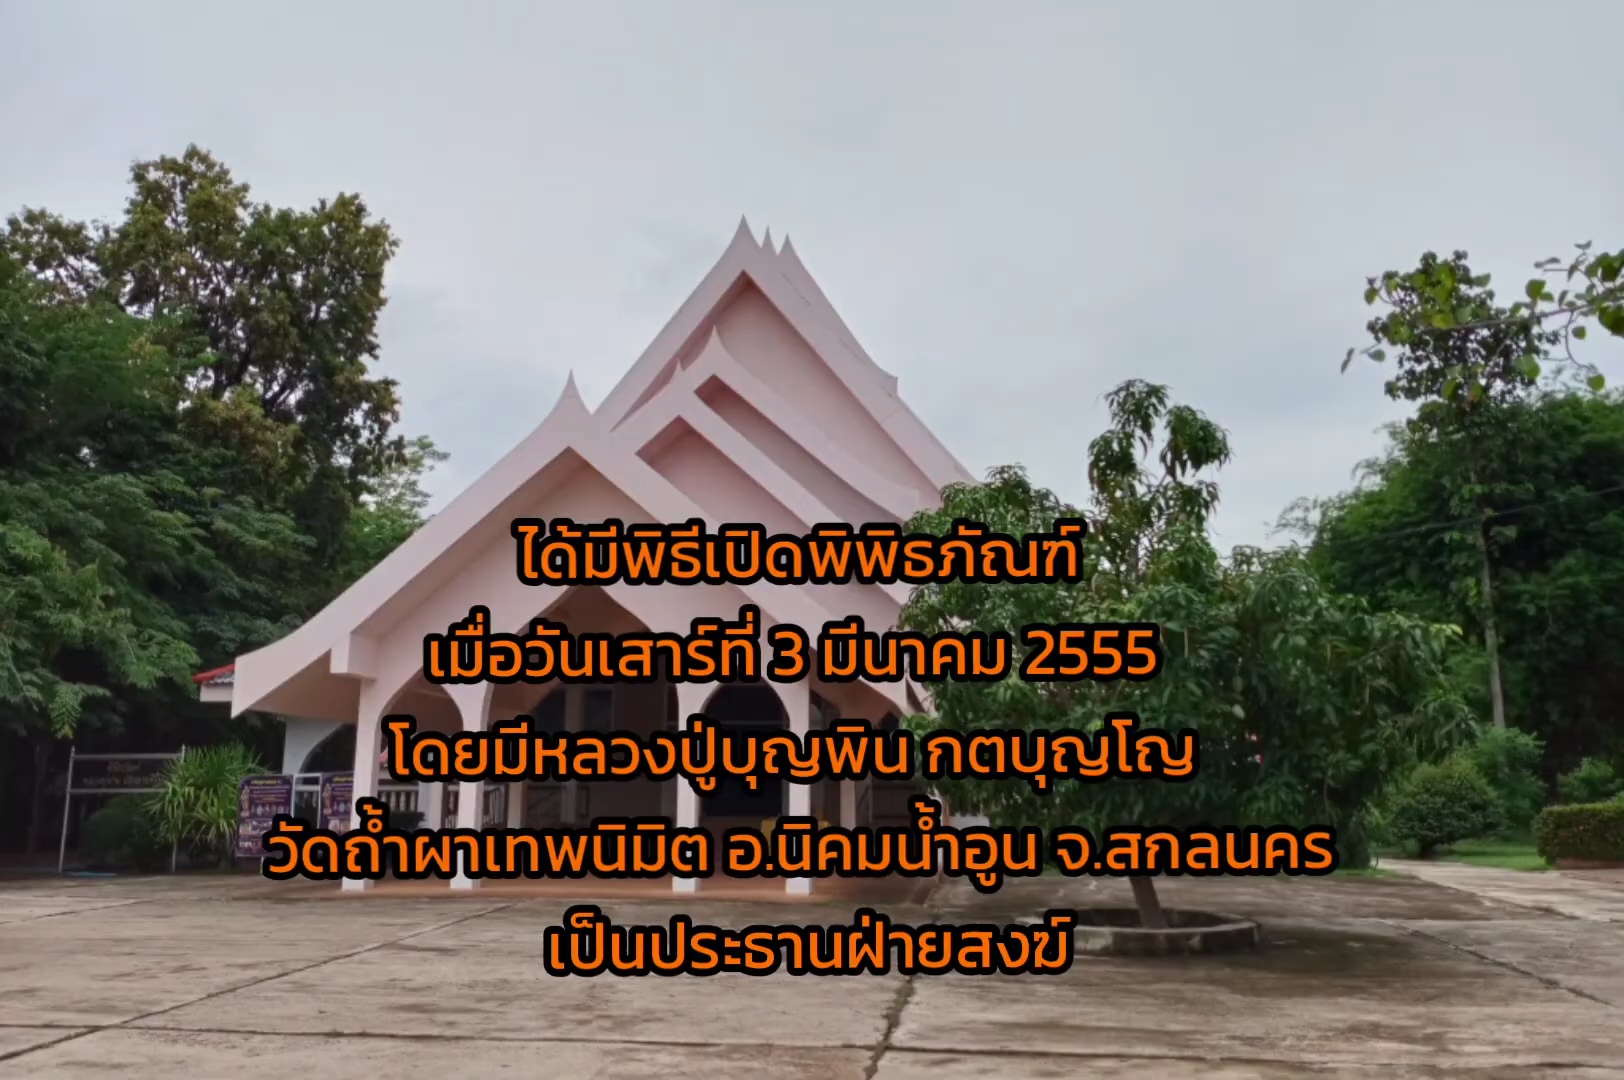 ได้มีพิธีเปิดพิพิธภัณฑ์
เมื่อวันเสาร์ที่ 3 มีนาคม 2555
โดยมีหลวงปู่บุญพิน กตบุญโญ
วัดถ้ำผาเทพนิมิต อ.นิคมน้ำอูน จ.สกลนคร
เป็นประธานฝ่ายสงฆ์